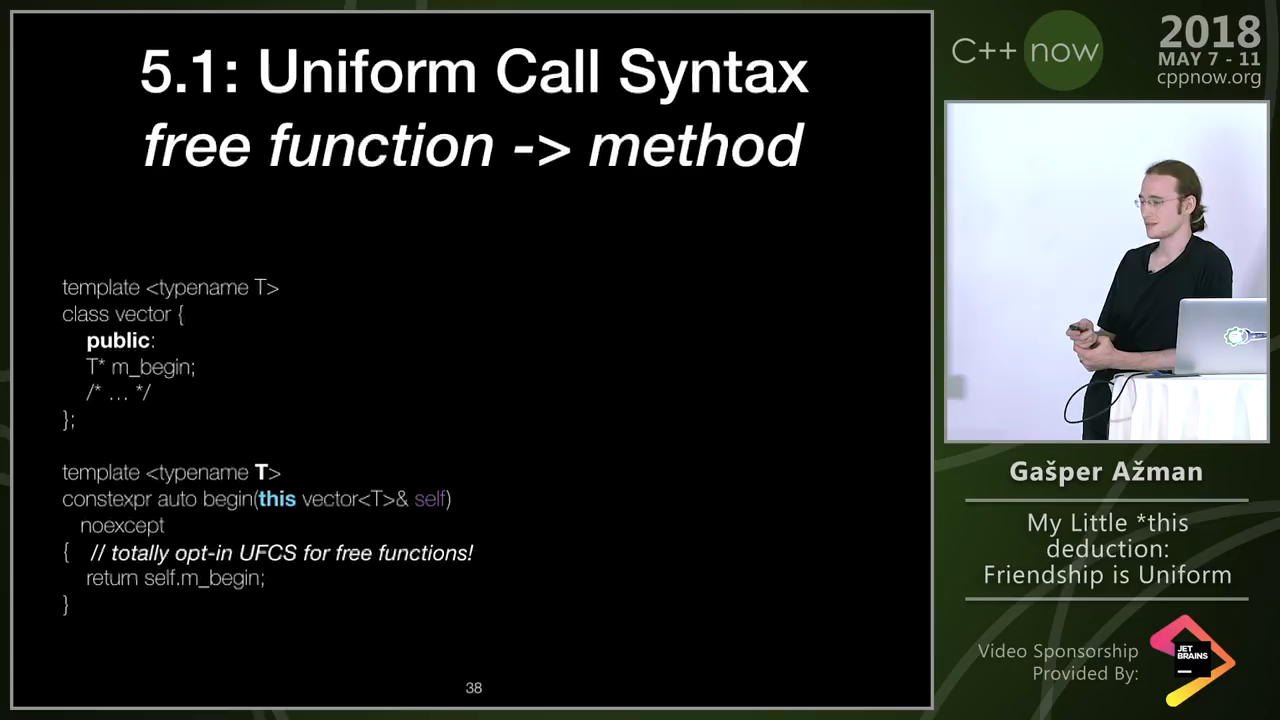 5.1: Uniform Call Syntax
free function -> method
template <typename T>
class vector {
public:
T* m_begin;
/* … */
};
template <typename T>
constexpr auto begin(this vector<T>& self)
noexcept
{ // totally opt-in UFCS for free functions!
return self.m_begin;
}
38
C++ now
2018
MAY 7 - 11
cppnow.org
Gašper Ažman
My Little *this
deduction:
Friendship is Uniform
Video Sponsorship
Provided By:
JET
BRAINS